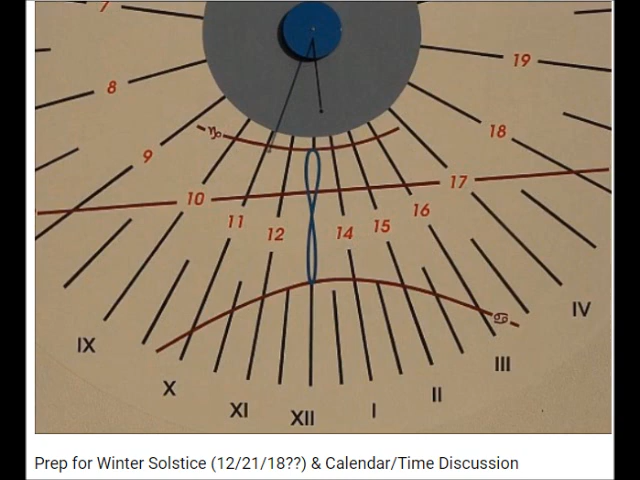 7
8
9
10
11
12
14
15
16
17
18
19
♑
♋
IX
X
XI
XII
I
II
III
IV
Prep for Winter Solstice (12/21/18??) & Calendar/Time Discussion